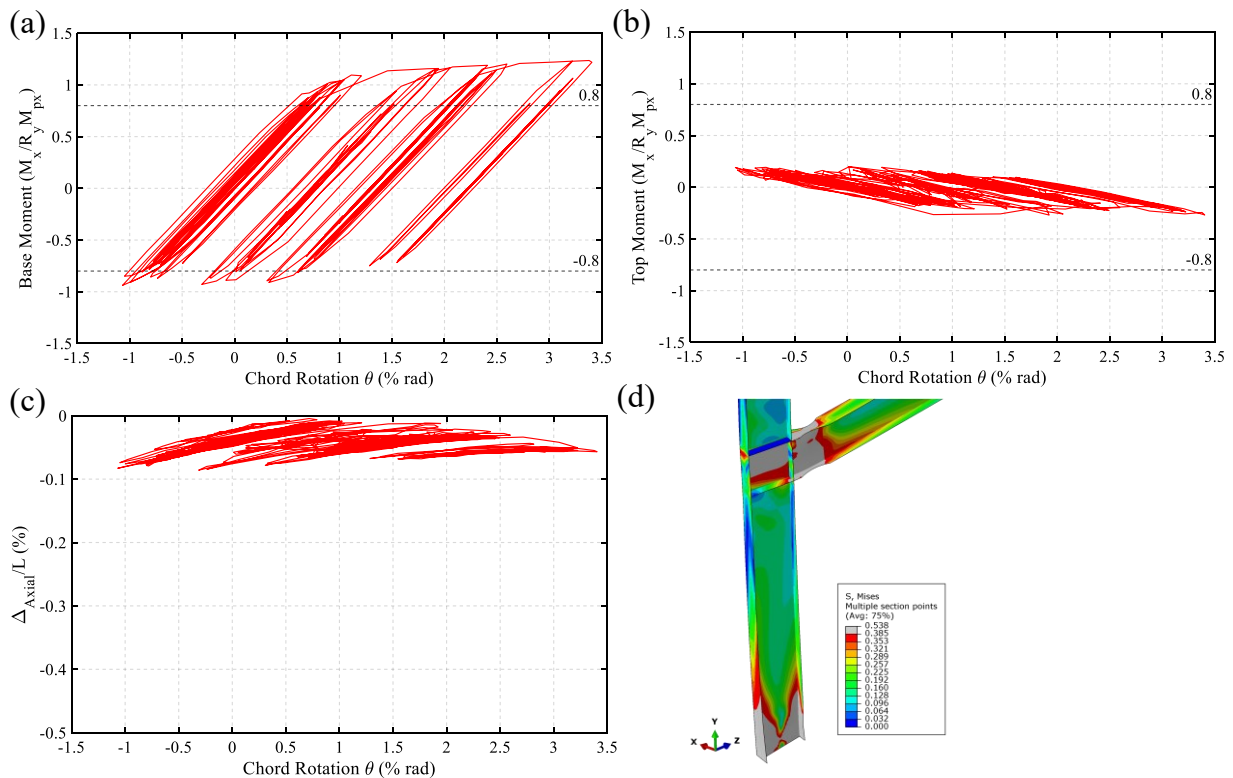 (a)
1.5
1
0.5
0
-0.5
-1
-1.5
Base Moment (Mx/RyMpx)
0.8
-0.8
-1.5 -1 -0.5 0 0.5 1 1.5 2 2.5 3 3.5
Chord Rotation θ (% rad)
(b)
1.5
1
0.5
0
-0.5
-1
-1.5
Top Moment (Mx/RyMpx)
0.8
-0.8
-1.5 -1 -0.5 0 0.5 1 1.5 2 2.5 3 3.5
Chord Rotation θ (% rad)
(c)
0
-0.1
-0.2
-0.3
-0.4
-0.5
ΔAxial/L (%)
-1.5 -1 -0.5 0 0.5 1 1.5 2 2.5 3 3.5
Chord Rotation θ (% rad)
(d)
S, Mises
Multiple section points
(Avg: 75%)
0.538
0.385
0.353
0.321
0.289
0.257
0.225
0.192
0.160
0.128
0.096
0.064
0.032
0.000
Y
X Z